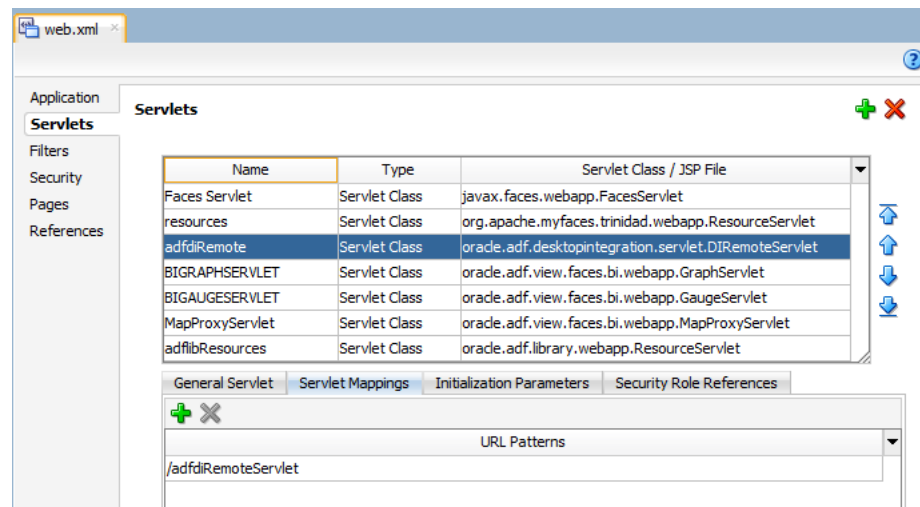 web.xml
Application
Servlets
Filters
Security
Pages
References
Servlets
Name Type Servlet Class / JSP File
Faces Servlet Servlet Class javax.faces.webapp.FacesServlet
resources Servlet Class org.apache.myfaces.trinidad.webapp.ResourceServlet
adfdiRemote Servlet Class oracle.adf.desktopintegration.servlet.DIRemoteServlet
BIGRAPHSERVLET Servlet Class oracle.adf.view.faces.bi.webapp.GraphServlet
BIGAUGESERVLET Servlet Class oracle.adf.view.faces.bi.webapp.GaugeServlet
MapProxyServlet Servlet Class oracle.adf.view.faces.bi.webapp.MapProxyServlet
adflibResources Servlet Class oracle.adf.library.webapp.ResourceServlet
General Servlet Servlet Mappings Initialization Parameters Security Role References
URL Patterns
/adfdiRemoteServlet